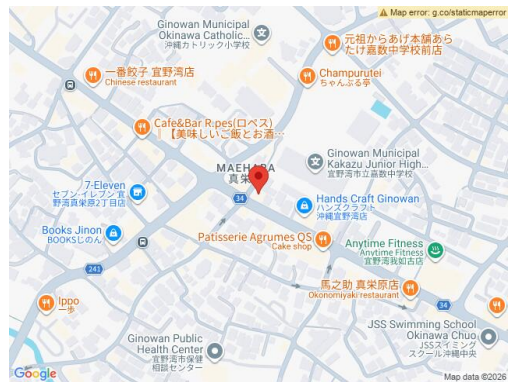 Map error: g.co/staticmaperror
Ginowan Municipal
Okinawa Catholic...
沖縄カトリック小学校
元祖からあげ本舗あら
たけ嘉数中学校前店
一番餃子 宜野湾店
Chinese restaurant
Champurutei
ちゃんぷる亭
Cafe&Bar R.pes(ロペス)
『【美味しいご飯とお酒…
MAEHARA
真栄
Ginowan Municipal
Kakazu Junior High...
宜野湾市立嘉数中学校
7-Eleven
セブン-イレブン 宜
野湾真栄原2丁目店
34
Hands Craft Ginowan
ハンズクラフト
沖縄宜野湾店
Books Jinon
BOOKSじのん
Patisserie Agrumes QS
Cake shop
Anytime Fitness
Anytime Fitness
宜野湾我如古店
241
馬之助 真栄原店
Okonomiyaki restaurant
Ippo
一歩
34
JSS Swimming School
Okinawa Chuo
JSSスイミング
スクール沖縄中央
Ginowan Public
Health Center
宜野湾市保健
相談センター
Google
Map data ©2026